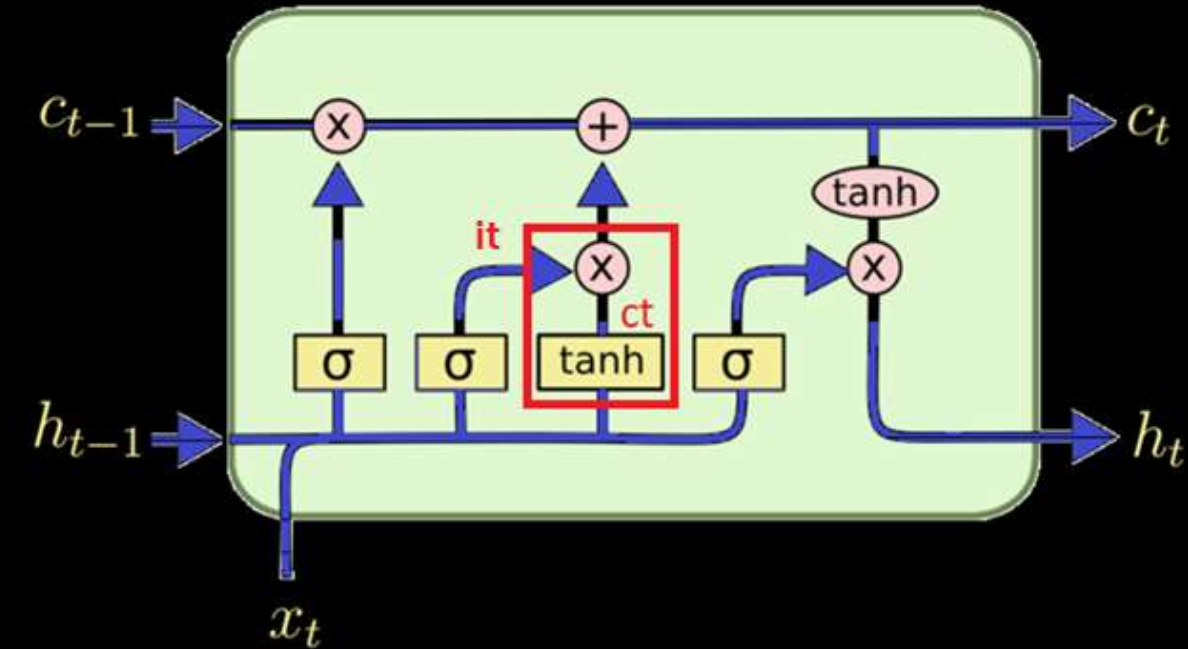 c_{t-1} x + c_t
tanh
it x x
ct
σ σ tanh σ
h_{t-1} h_t
x_t